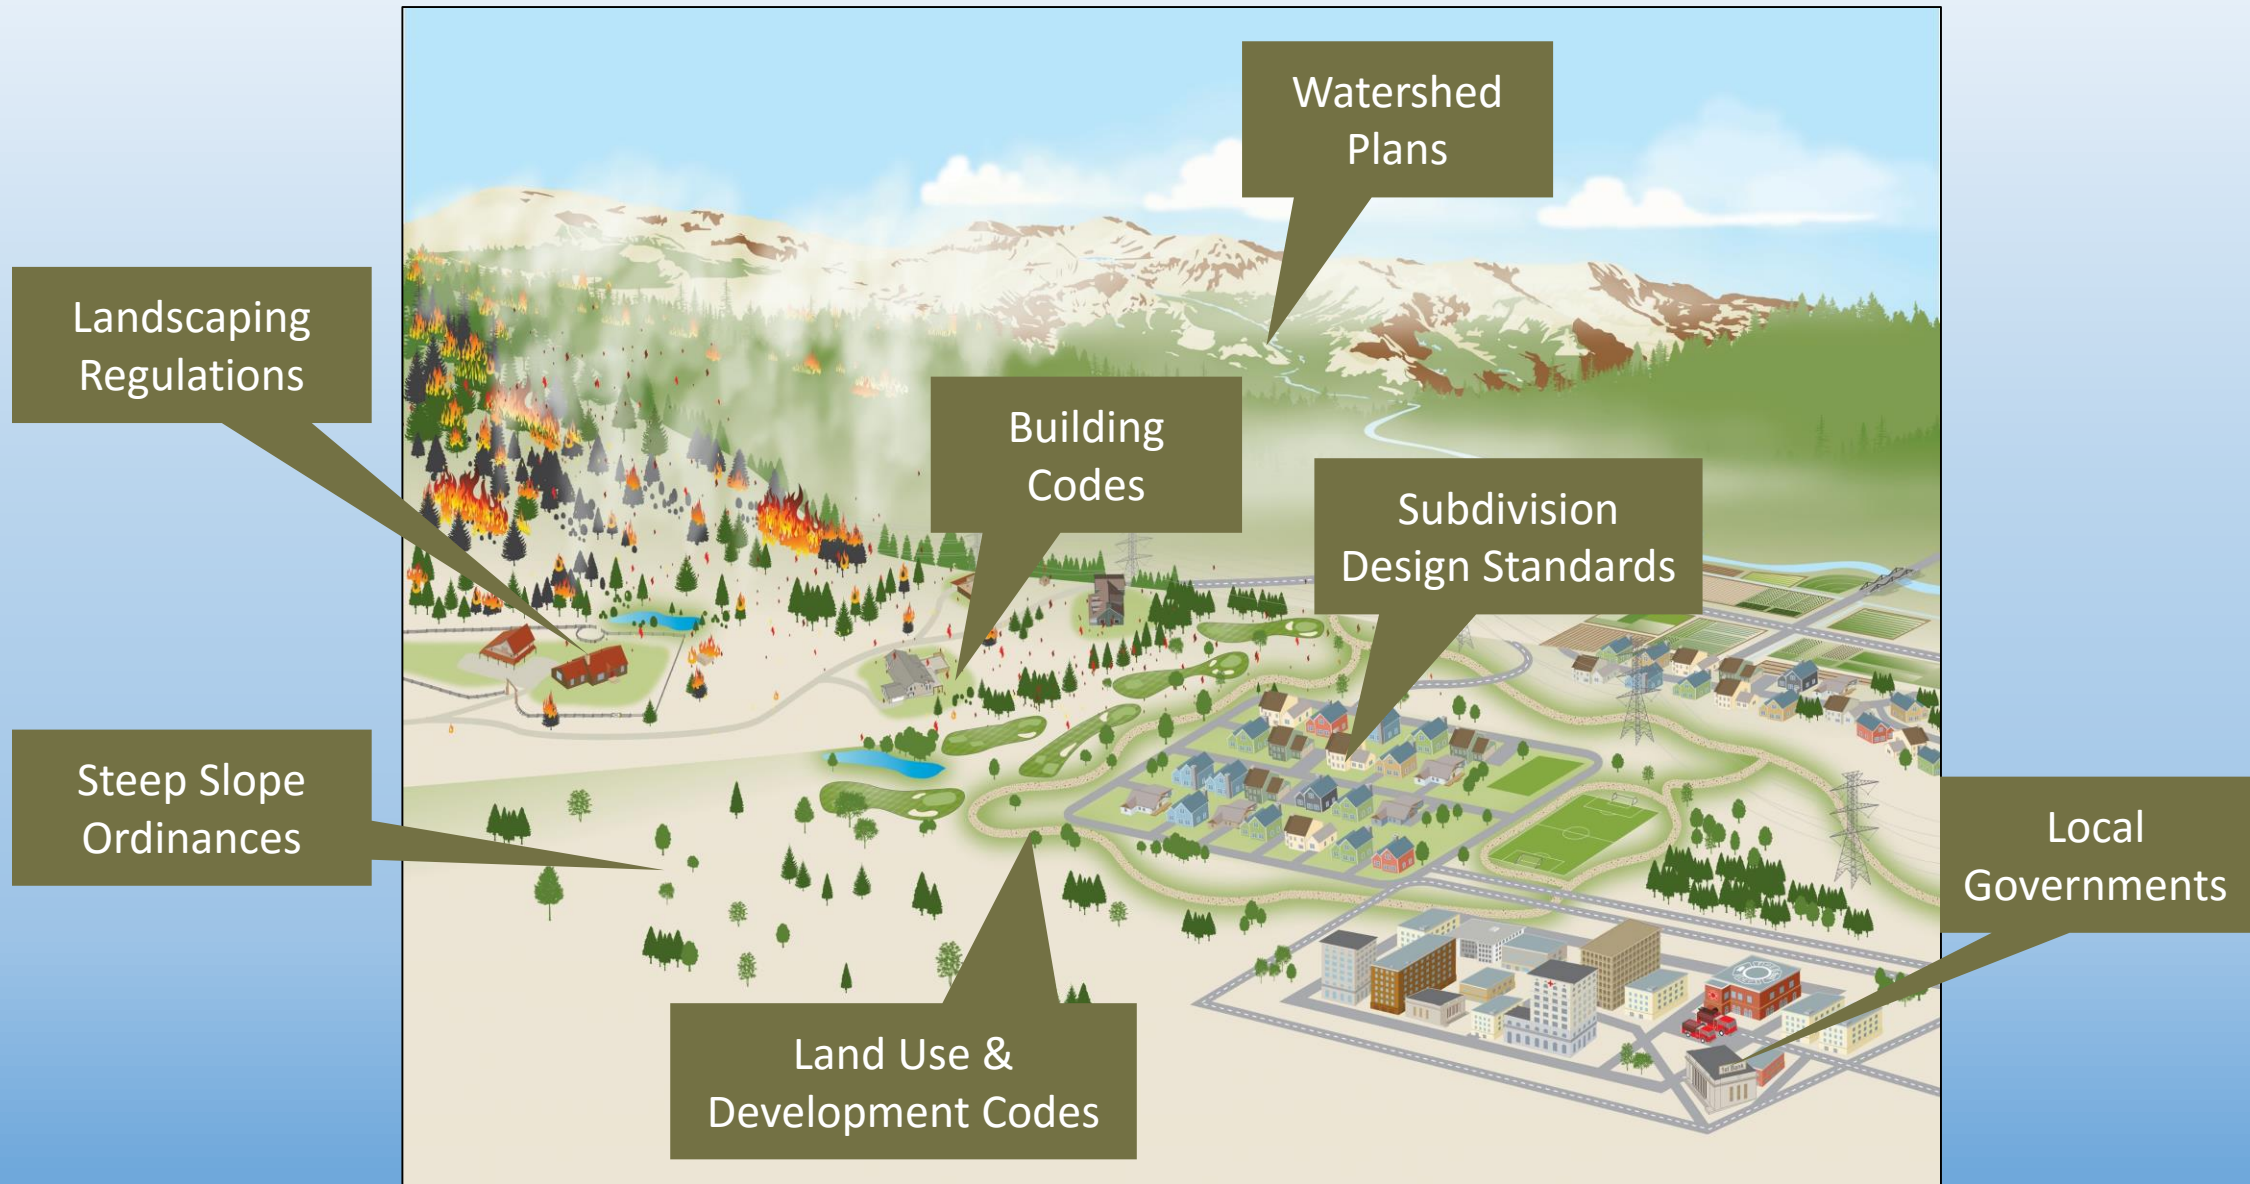 Watershed
Plans
Landscaping
Regulations
Building
Codes
Subdivision
Design Standards
Steep Slope
Ordinances
Local
Governments
Land Use &
Development Codes